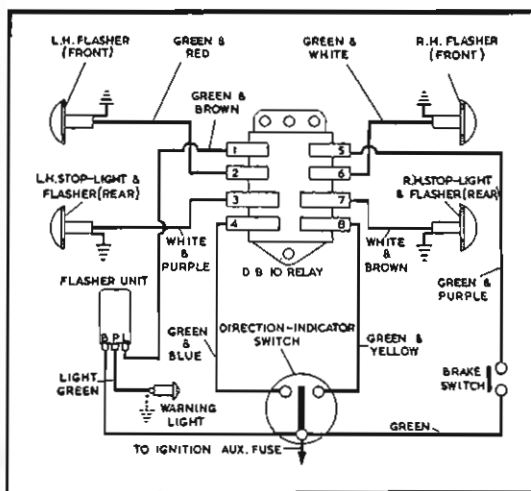 L.H. FLASHER
(FRONT)
GREEN &
RED
GREEN &
WHITE
R.H. FLASHER
(FRONT)
GREEN &
BROWN
1
2
3
4
5
6
7
8
L.H. STOP-LIGHT
& FLASHER (REAR)
R.H. STOP-LIGHT
& FLASHER (REAR)
WHITE
&
PURPLE
D B 10 RELAY
WHITE
&
BROWN
FLASHER UNIT
B P L
GREEN
&
BLUE
DIRECTION-INDICATOR
SWITCH
GREEN &
YELLOW
GREEN
&
PURPLE
LIGHT
GREEN
WARNING
LIGHT
BRAKE
SWITCH
GREEN
TO IGNITION AUX. FUSE